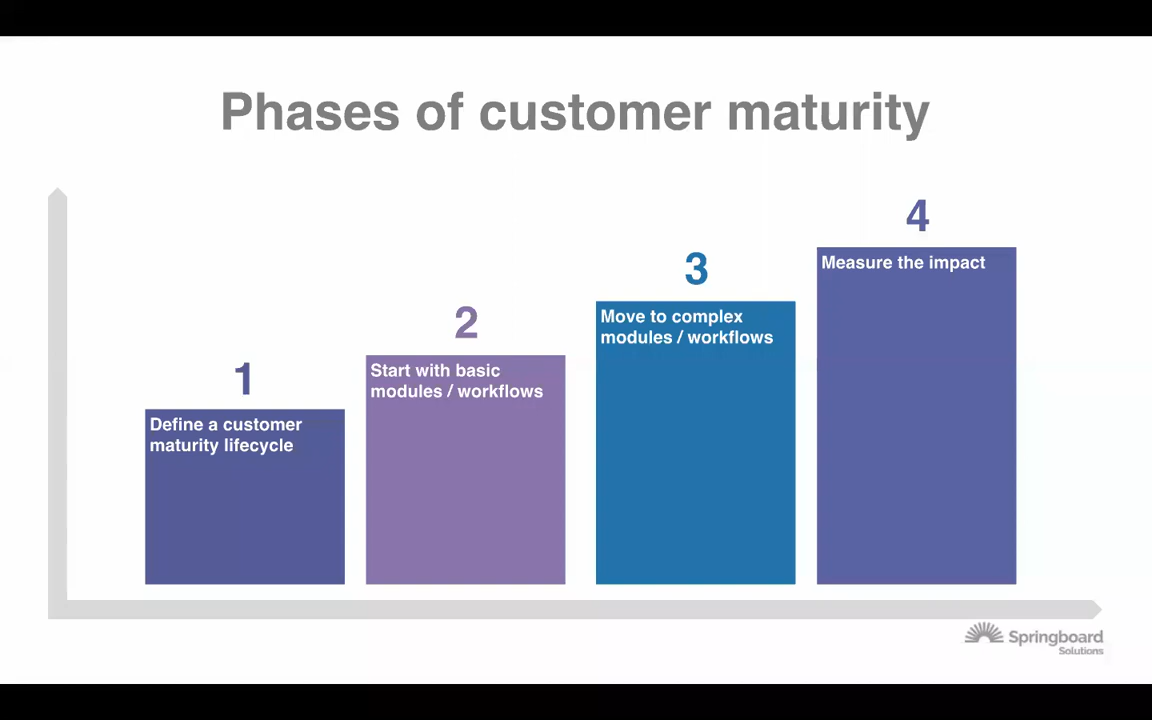 Phases of customer maturity
1
Define a customer
maturity lifecycle
2
Start with basic
modules / workflows
3
Move to complex
modules / workflows
4
Measure the impact
Springboard
Solutions